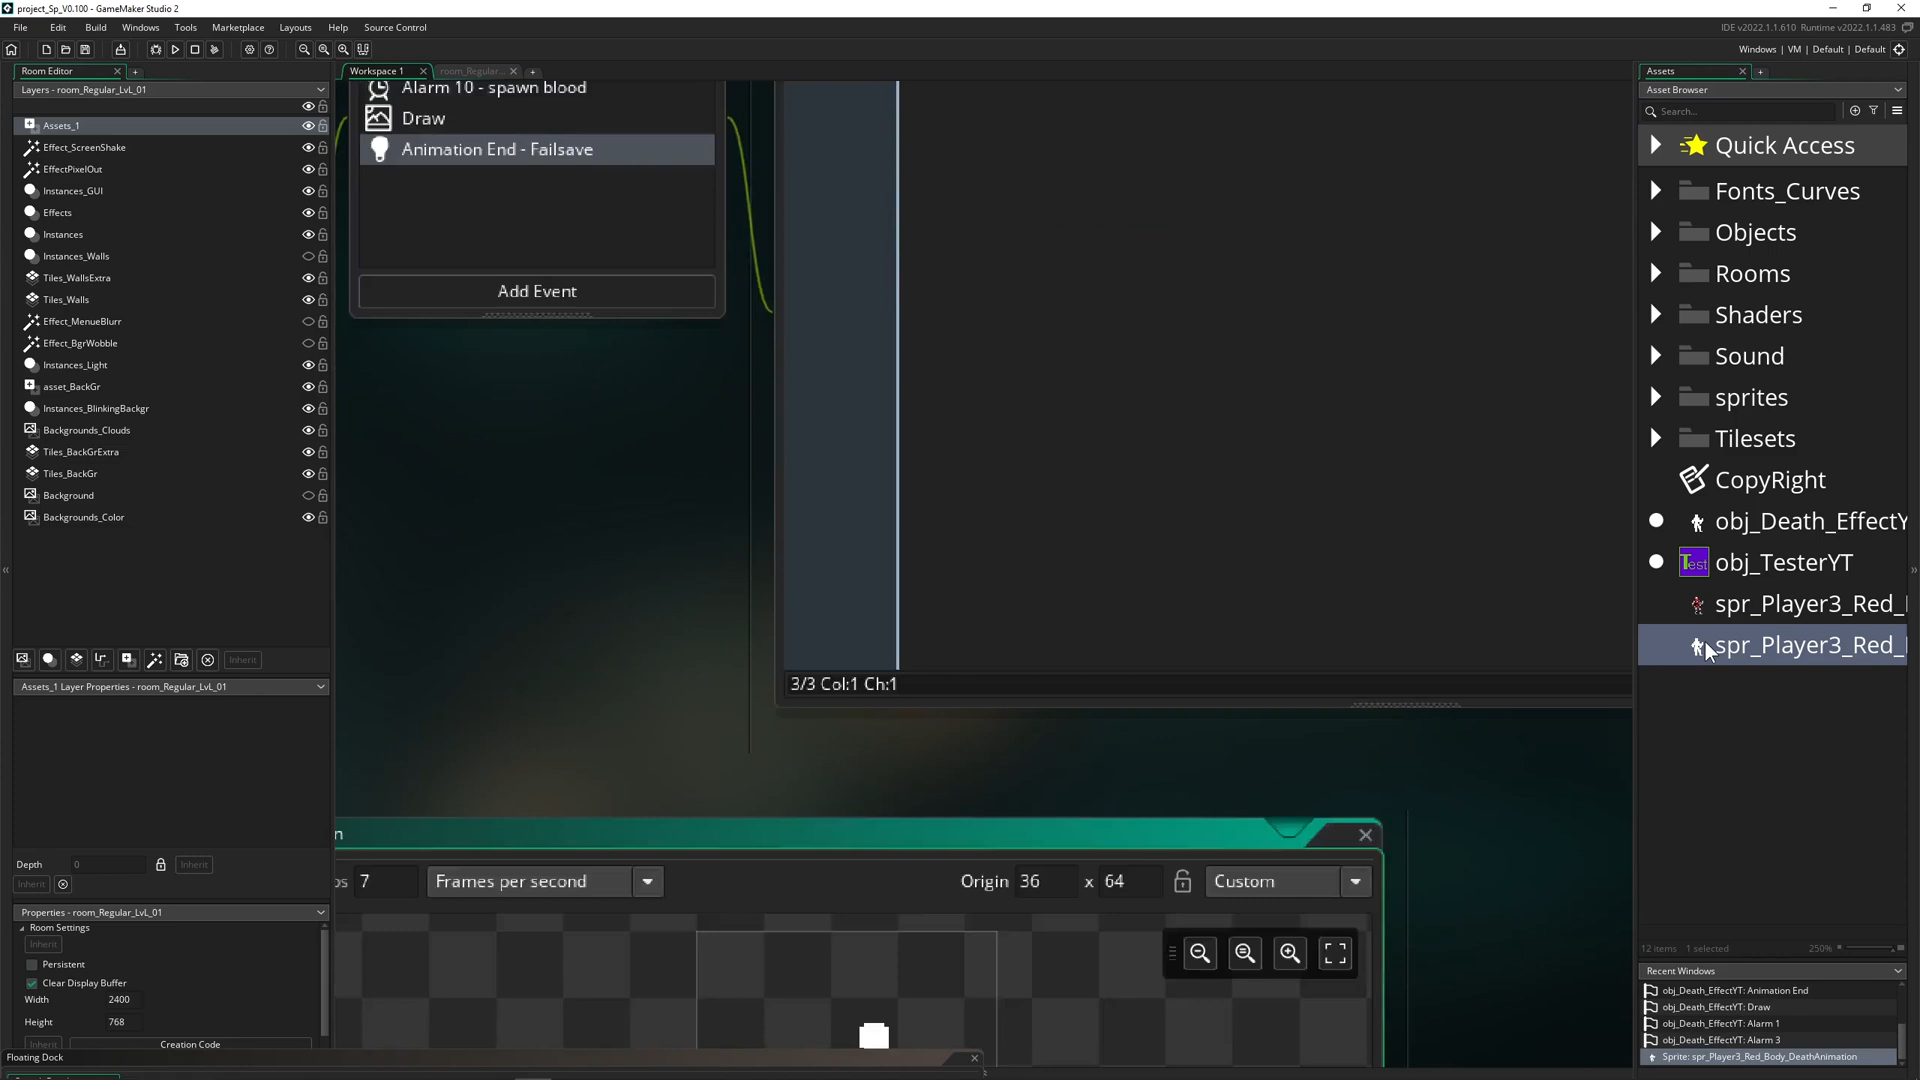 project_Sp_V0.100 - GameMaker Studio 2
File Edit Build Windows Tools Marketplace Layouts Help Source Control
IDE v2022.1.1.610 Runtime v2022.1.1.483
Windows | VM | Default | Default
Room Editor
Layers - room_Regular_LvL_01
Assets_1
Effect_ScreenShake
EffectPixelOut
Instances_GUI
Effects
Instances
Instances_Walls
Tiles_WallsExtra
Tiles_Walls
Effect_MenueBlurr
Effect_BgrWobble
Instances_Light
asset_BackGr
Instances_BlinkingBackgr
Backgrounds_Clouds
Tiles_BackGrExtra
Tiles_BackGr
Background
Backgrounds_Color
Inherit
Assets_1 Layer Properties - room_Regular_LvL_01
Depth 0 Inherit
Inherit
Properties - room_Regular_LvL_01
Room Settings
Inherit
Persistent
Clear Display Buffer
Width 2400
Height 768
Inherit Creation Code
Floating Dock
Workspace 1 room_Regular...
Alarm 10 - spawn blood
Draw
Animation End - Failsave
Add Event
3/3 Col:1 Ch:1
7 Frames per second Origin 36 x 64 Custom
Assets
Asset Browser
Search...
Quick Access
Fonts_Curves
Objects
Rooms
Shaders
Sound
sprites
Tilesets
CopyRight
obj_Death_EffectY
obj_TesterYT
Test
spr_Player3_Red_
spr_Player3_Red_
12 items 1 selected 250%
Recent Windows
obj_Death_EffectYT: Animation End
obj_Death_EffectYT: Draw
obj_Death_EffectYT: Alarm 1
obj_Death_EffectYT: Alarm 3
Sprite: spr_Player3_Red_Body_DeathAnimation